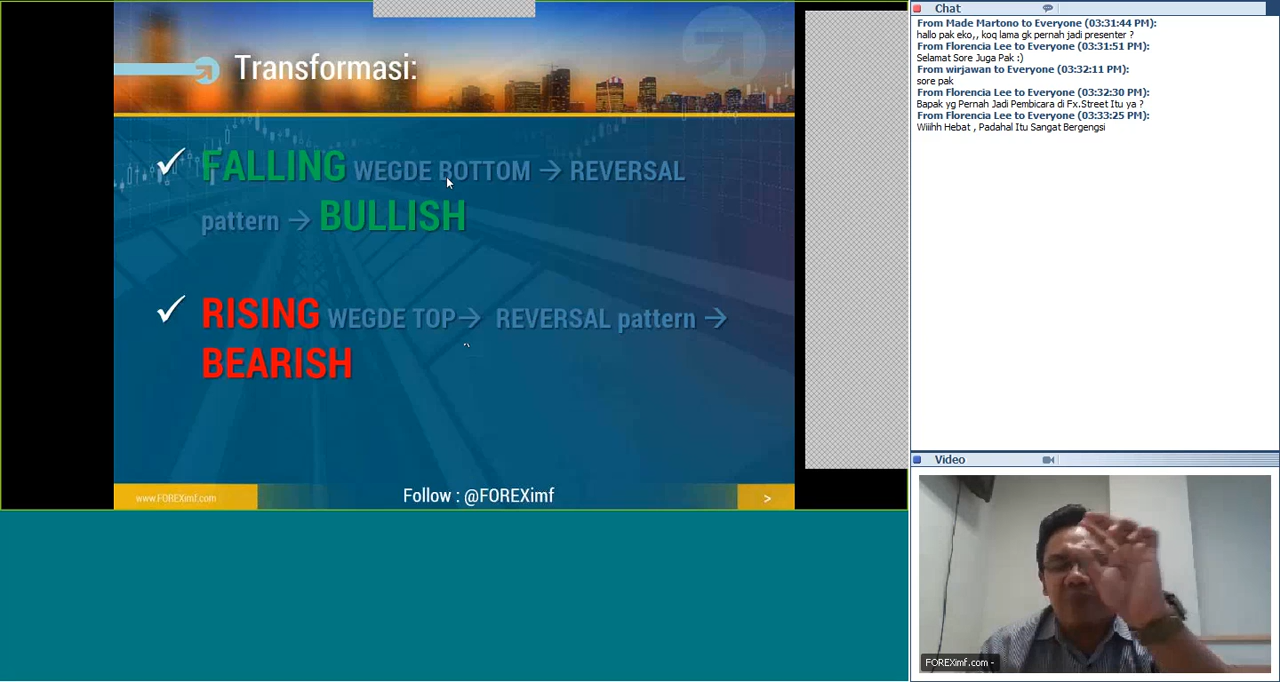 Transformasi:
FALLING WEGDE BOTTOM → REVERSAL
pattern → BULLISH
RISING WEGDE TOP→ REVERSAL pattern →
BEARISH
www.FOREXimf.com
Follow : @FOREXimf
>
Chat
From Made Martono to Everyone (03:31:44 PM):
hallo pak eko,, koq lama gk pernah jadi presenter ?
From Florencia Lee to Everyone (03:31:51 PM):
Selamat Sore Juga Pak :)
From wirjawan to Everyone (03:32:11 PM):
sore pak
From Florencia Lee to Everyone (03:32:30 PM):
Bapak yg Pernah Jadi Pembicara di Fx.Street Itu ya ?
From Florencia Lee to Everyone (03:33:25 PM):
Wiiihh Hebat , Padahal Itu Sangat Bergengsi
Video
FOREXimf.com -